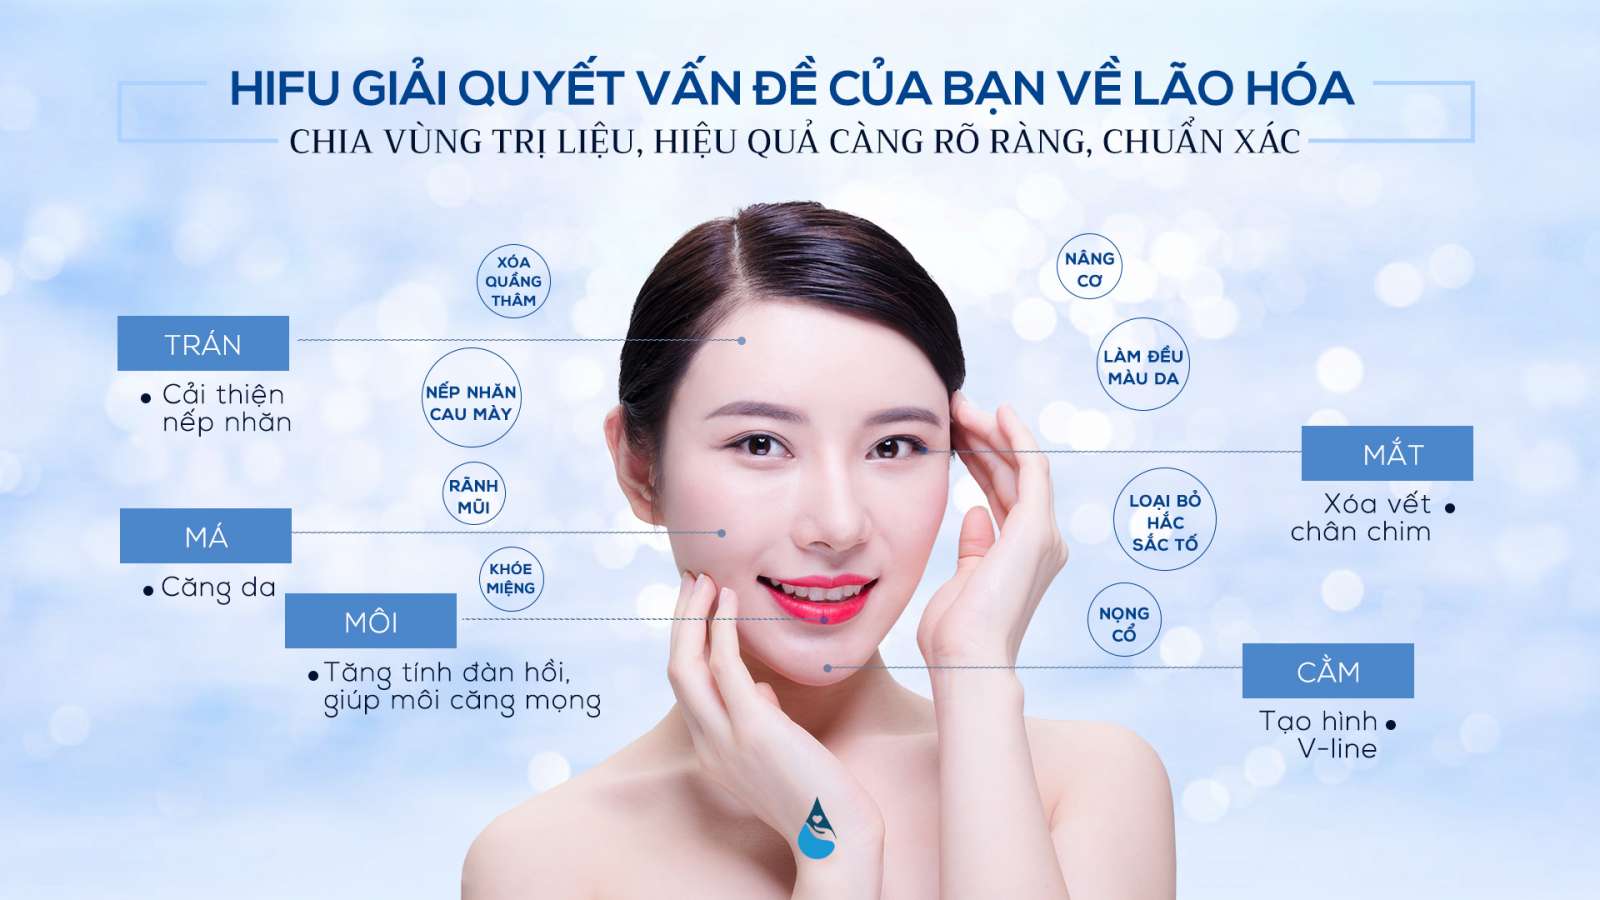 HIFU GIẢI QUYẾT VẤN ĐỀ CỦA BẠN VỀ LÃO HÓA
CHIA VÙNG TRỊ LIỆU, HIỆU QUẢ CÀNG RÕ RÀNG, CHUẨN XÁC
XÓA
QUẦNG
THÂM
TRÁN
• Cải thiện
nếp nhăn
NẾP NHĂN
CAU MÀY
RÃNH
MŨI
MÁ
• Căng da
KHÓE
MIỆNG
MÔI
• Tăng tính đàn hồi,
giúp môi căng mọng
NÂNG
CƠ
LÀM ĐỀU
MÀU DA
MẮT
Xóa vết •
chân chim
LOẠI BỎ
HẮC
SẮC TỐ
NỌNG
CỔ
CẰM
Tạo hình •
V-line